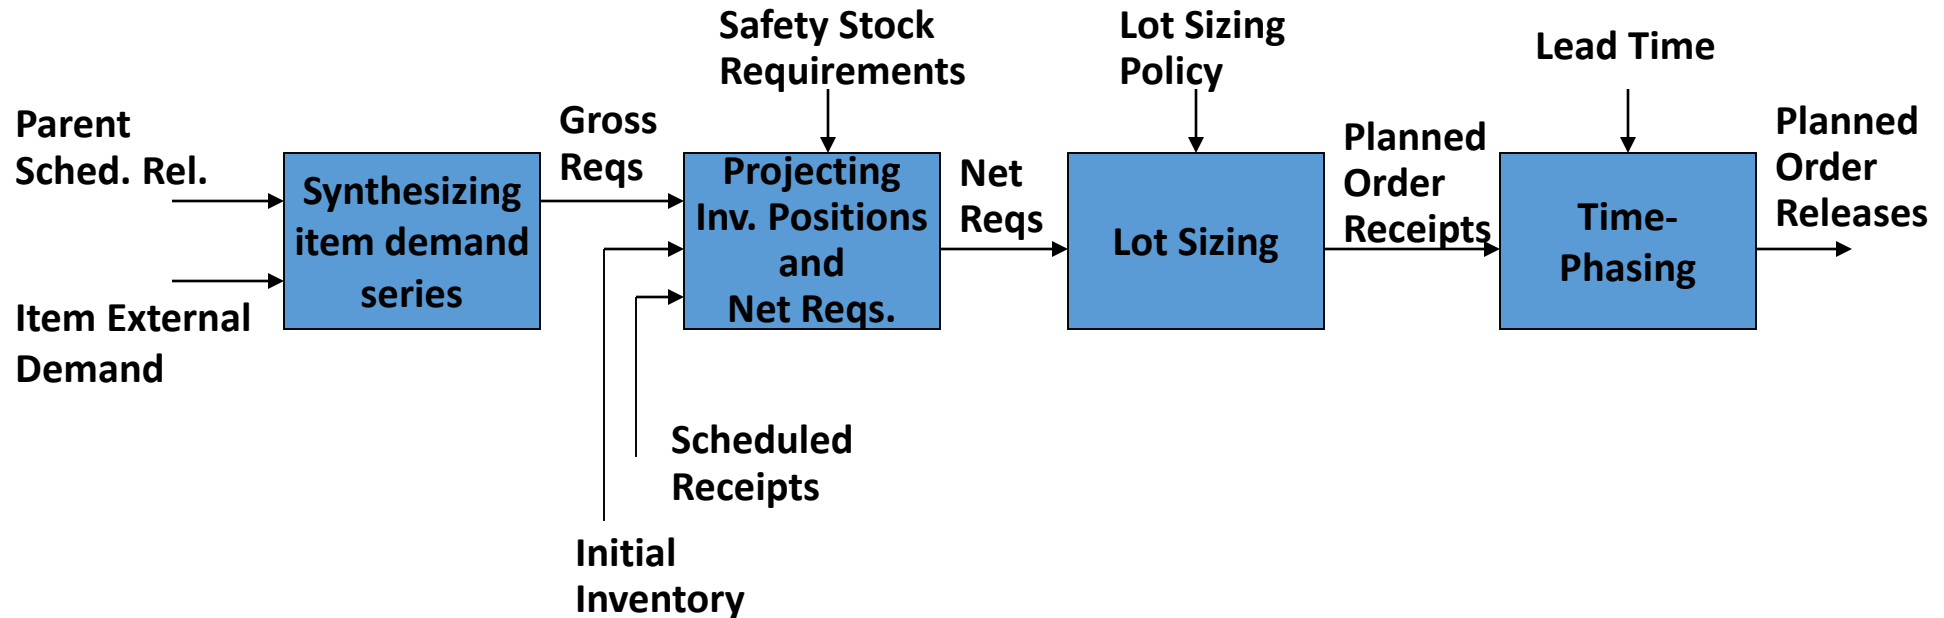 Safety Stock
Requirements
Lot Sizing
Policy
Lead Time
Parent
Sched. Rel.
Gross
Reqs
Planned
Order
Receipts
Planned
Order
Releases
Synthesizing
item demand
series
Projecting
Inv. Positions
and
Net Reqs.
Net
Reqs
Lot Sizing
Time-
Phasing
Item External
Demand
Scheduled
Receipts
Initial
Inventory